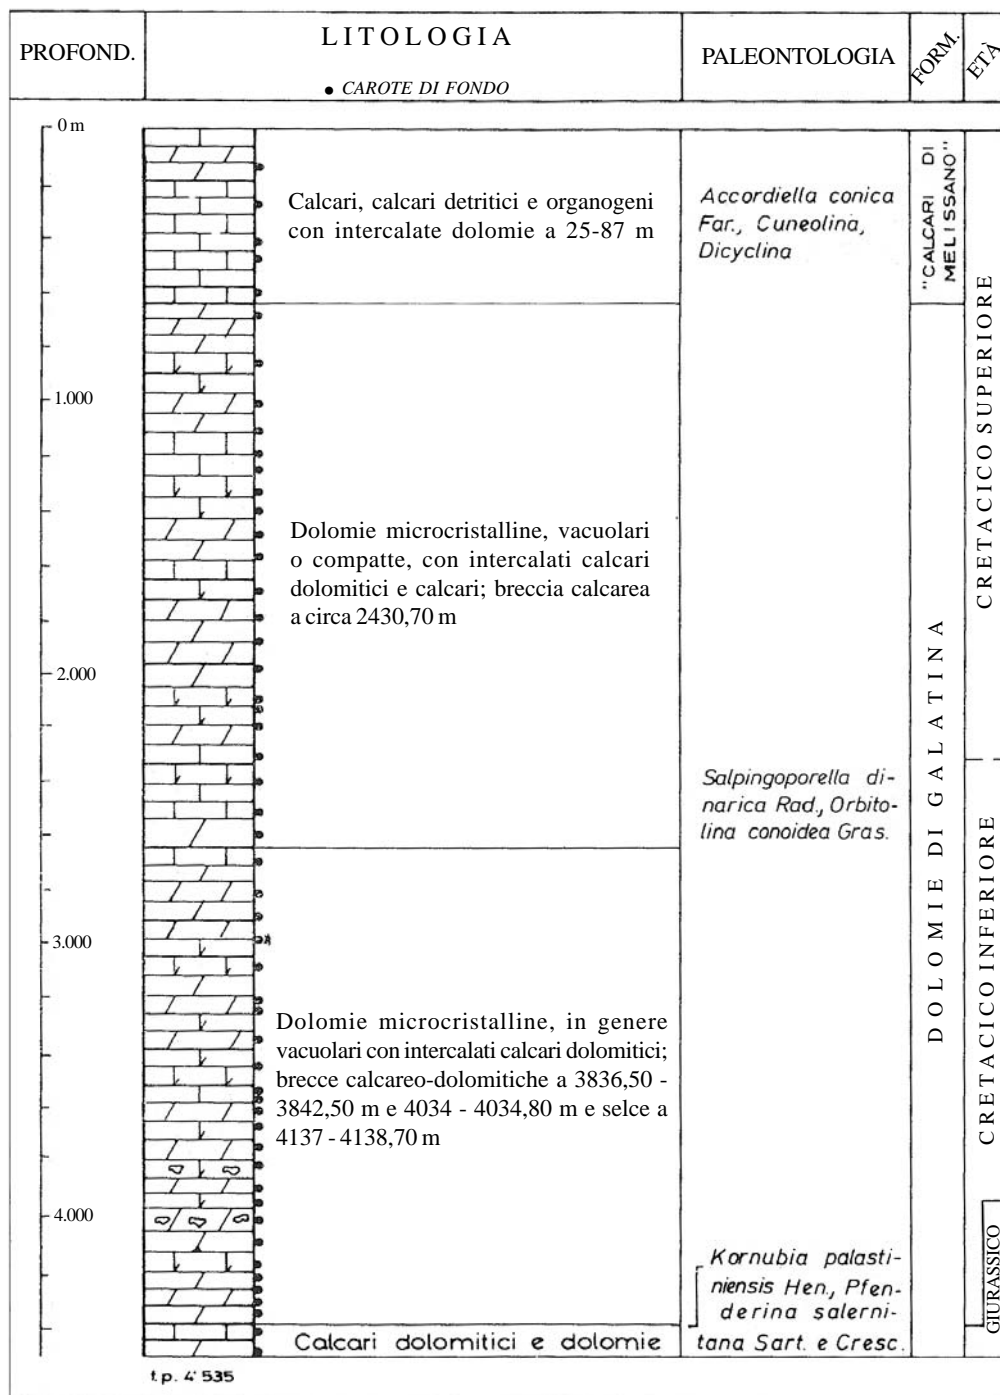 PROFOND.
LITOLOGIA
• CAROTE DI FONDO
PALEONTOLOGIA
FORM.
ETÀ
0 m
1.000
2.000
3.000
4.000
Calcari, calcari detritici e organogeni
con intercalate dolomie a 25-87 m
Dolomie microcristalline, vacuolari
o compatte, con intercalati calcari
dolomitici e calcari; breccia calcarea
a circa 2430,70 m
Dolomie microcristalline, in genere
vacuolari con intercalati calcari dolomitici;
brecce calcareo-dolomitiche a 3836,50 -
3842,50 m e 4034 - 4034,80 m e selce a
4137 - 4138,70 m
Calcari dolomitici e dolomie
Accordiella conica
Far., Cuneolina,
Dicyclina
Salpingoporella di-
narica Rad., Orbito-
lina conoidea Gras.
Kornubia palasti-
niensis Hen., Pfen-
derina salerni-
tana Sart. e Cresc.
"CALCARI DI
MELISSANO"
DOLOMIE DI GALATINA
CRETACICO SUPERIORE
CRETACICO INFERIORE
GIURASSICO
t.p. 4'535